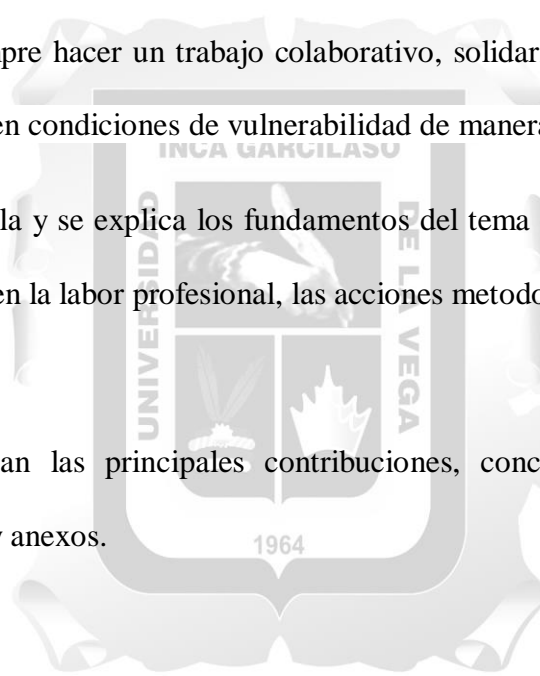 pre hacer un trabajo colaborativo, solidar
en condiciones de vulnerabilidad de manera
INCA GARCILASO
la y se explica los fundamentos del tema
en la labor profesional, las acciones metodo
UNIVERSIDAD
DE LA VEGA
an las principales contribuciones, conc
y anexos.
1964